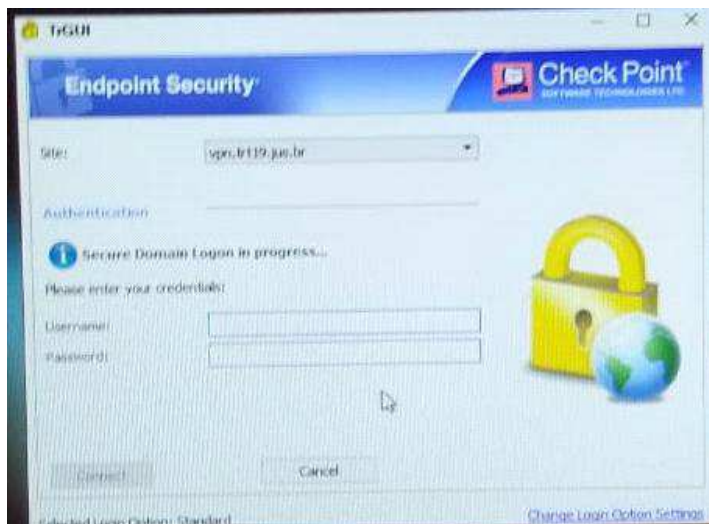 TrGUI
Endpoint Security
Check Point
SOFTWARE TECHNOLOGIES LTD
Site:
vpn.trt19.jus.br
Authentication
Secure Domain Logon in progress...
Please enter your credentials:
Username:
Password:
Connect
Cancel
Selected Login Option: Standard
Change Login Option Settings